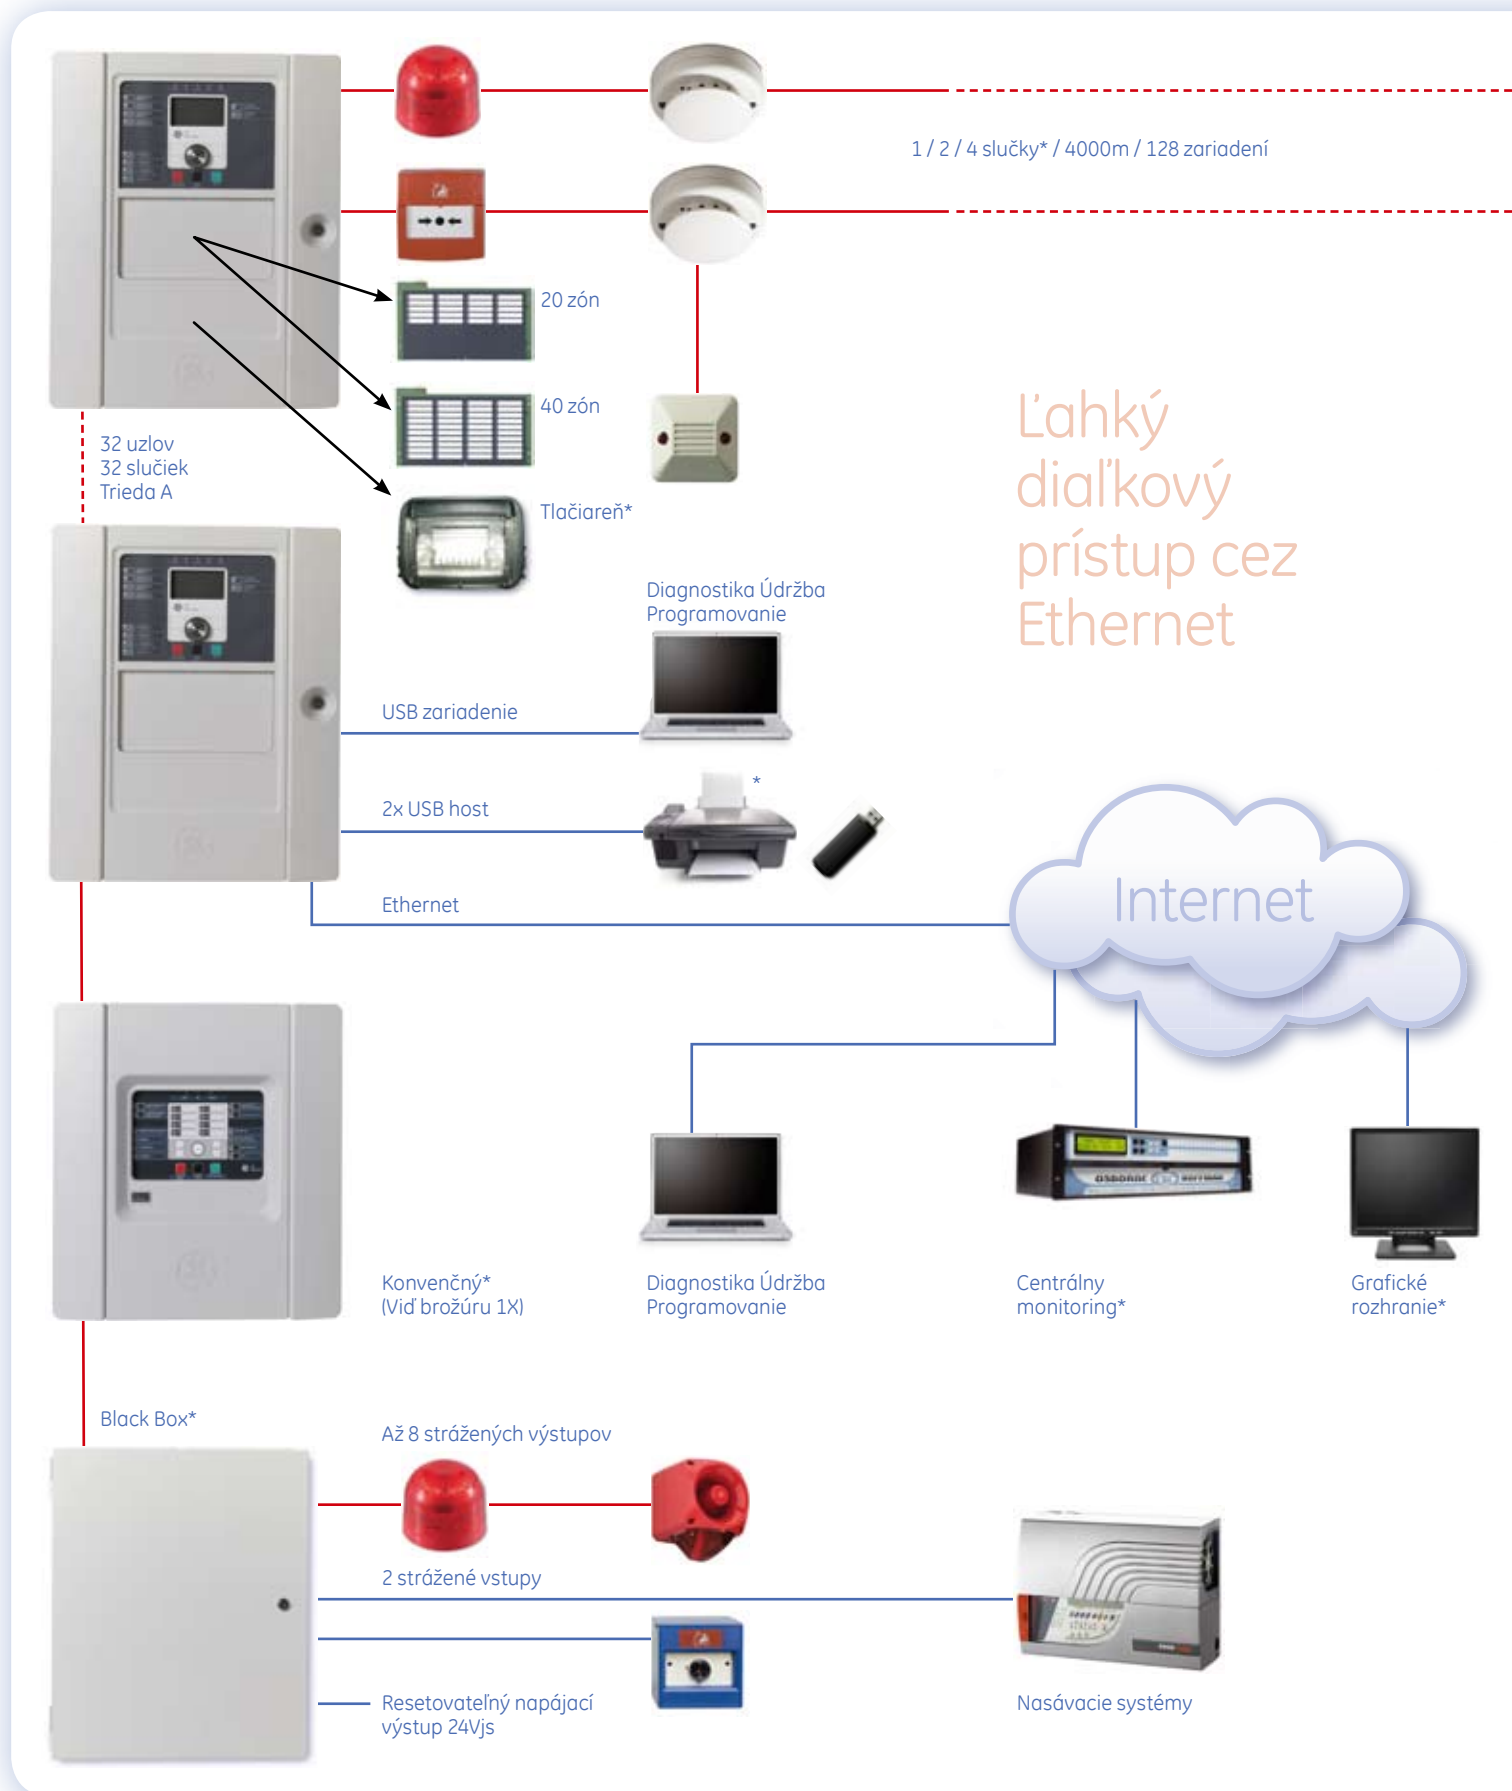 1 / 2 / 4 slučky* / 4000m / 128 zariadení
20 zón
40 zón
32 uzlov
32 slučiek
Trieda A
Tlačiareň*
Ľahký
diaľkový
prístup cez
Ethernet
Diagnostika Údržba
Programovanie
USB zariadenie
*
2x USB host
Ethernet
Internet
OSBORNE HOFFMAN
Konvenčný*
(Viď brožúru 1X)
Diagnostika Údržba
Programovanie
Centrálny
monitoring*
Grafické
rozhranie*
Black Box*
Až 8 strážených výstupov
2 strážené vstupy
Resetovateľný napájací
výstup 24Vjs
Nasávacie systémy